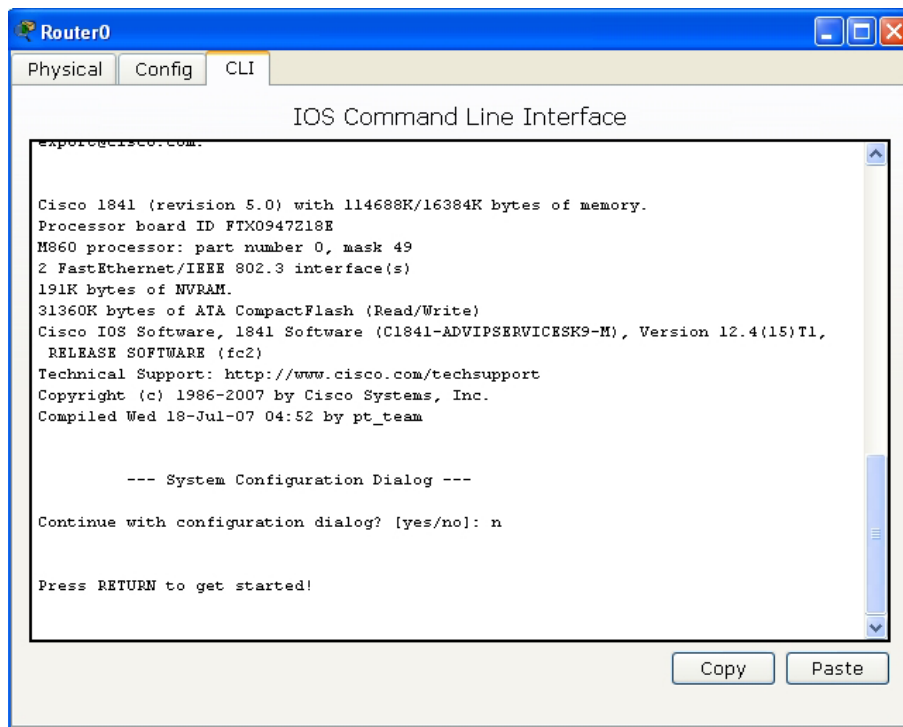 Router0
Physical Config CLI
IOS Command Line Interface
export@cisco.com.
Cisco 1841 (revision 5.0) with 114688K/16384K bytes of memory.
Processor board ID FTX0947Z18E
M860 processor: part number 0, mask 49
2 FastEthernet/IEEE 802.3 interface(s)
191K bytes of NVRAM.
31360K bytes of ATA CompactFlash (Read/Write)
Cisco IOS Software, 1841 Software (C1841-ADVIPSERVICESK9-M), Version 12.4(15)T1,
RELEASE SOFTWARE (fc2)
Technical Support: http://www.cisco.com/techsupport
Copyright (c) 1986-2007 by Cisco Systems, Inc.
Compiled Wed 18-Jul-07 04:52 by pt_team
--- System Configuration Dialog ---
Continue with configuration dialog? [yes/no]: n
Press RETURN to get started!
Copy Paste